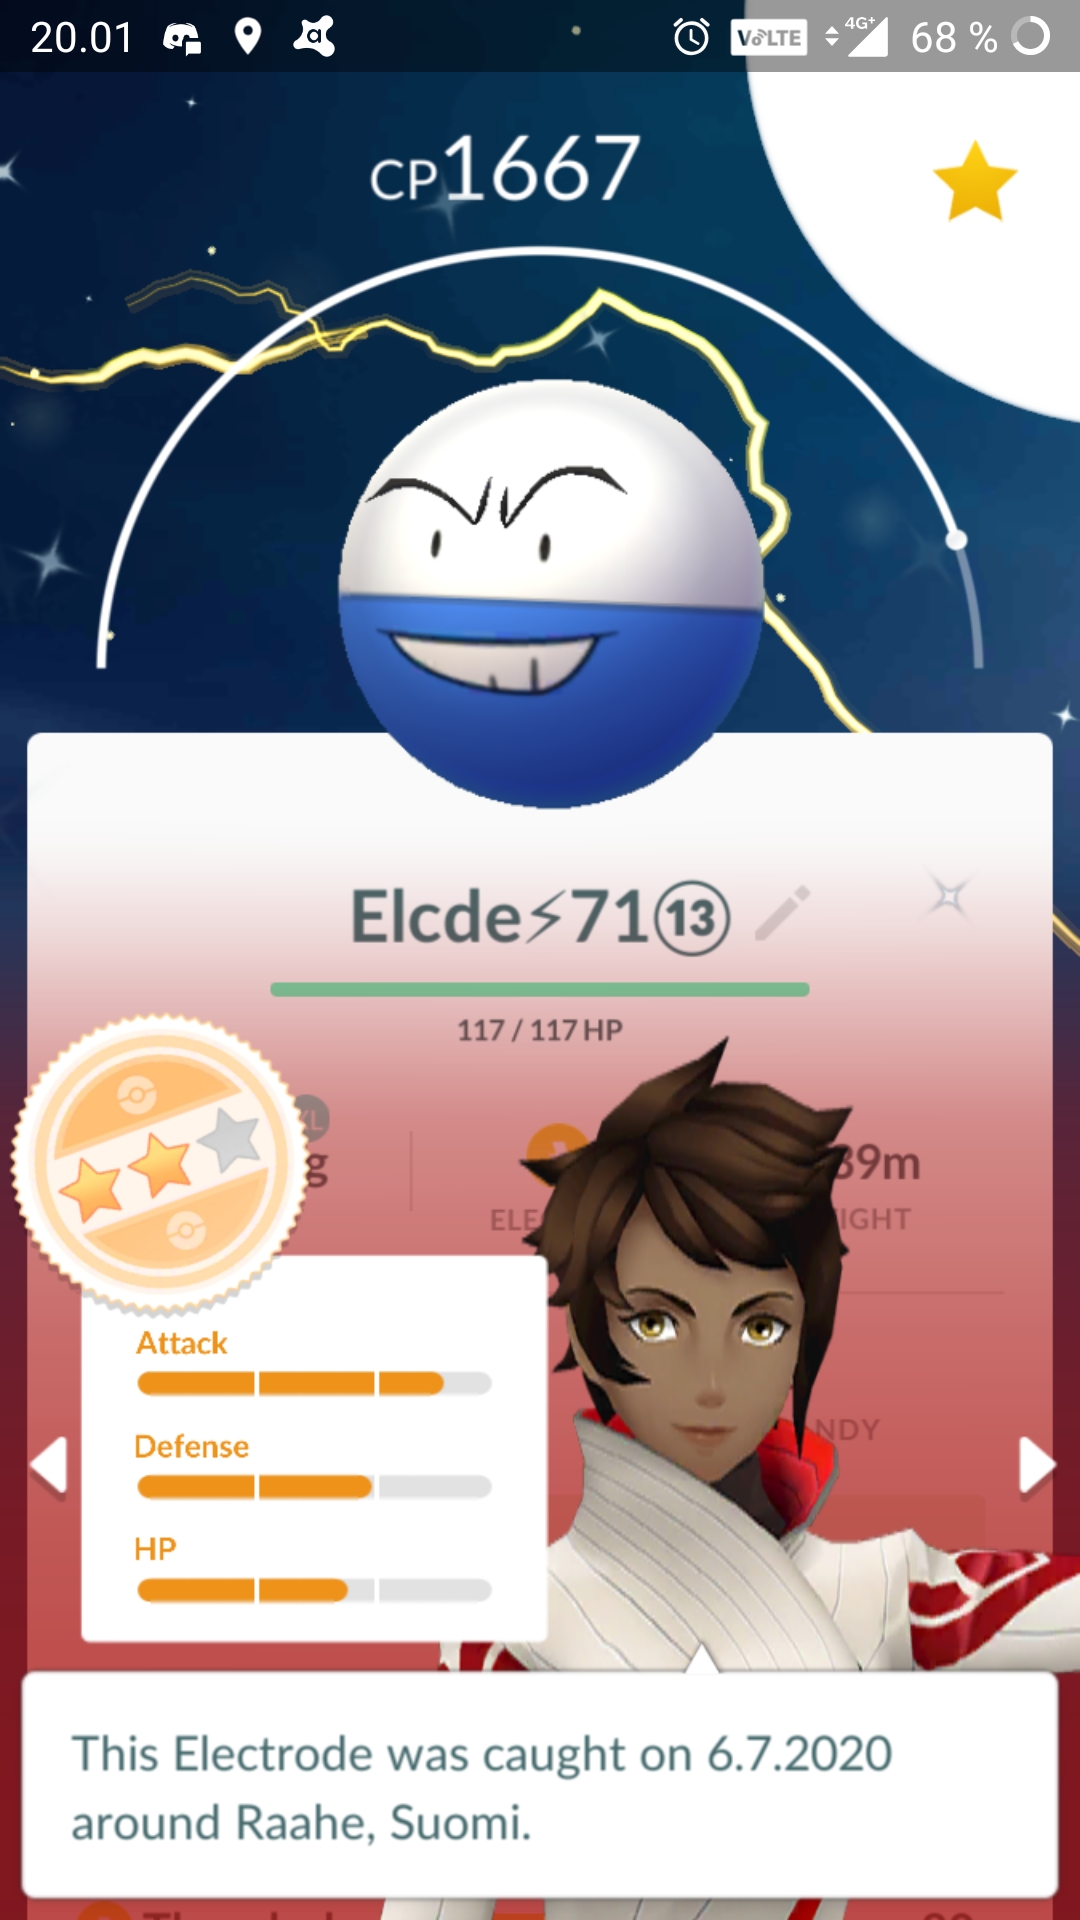 20.01 VoLTE 4G+ 68 %
CP1667
Elcde⚡71⑬
117 / 117 HP
XL
g 39m
ELE IGHT
Attack
Defense
NDY
HP
This Electrode was caught on 6.7.2020
around Raahe, Suomi.